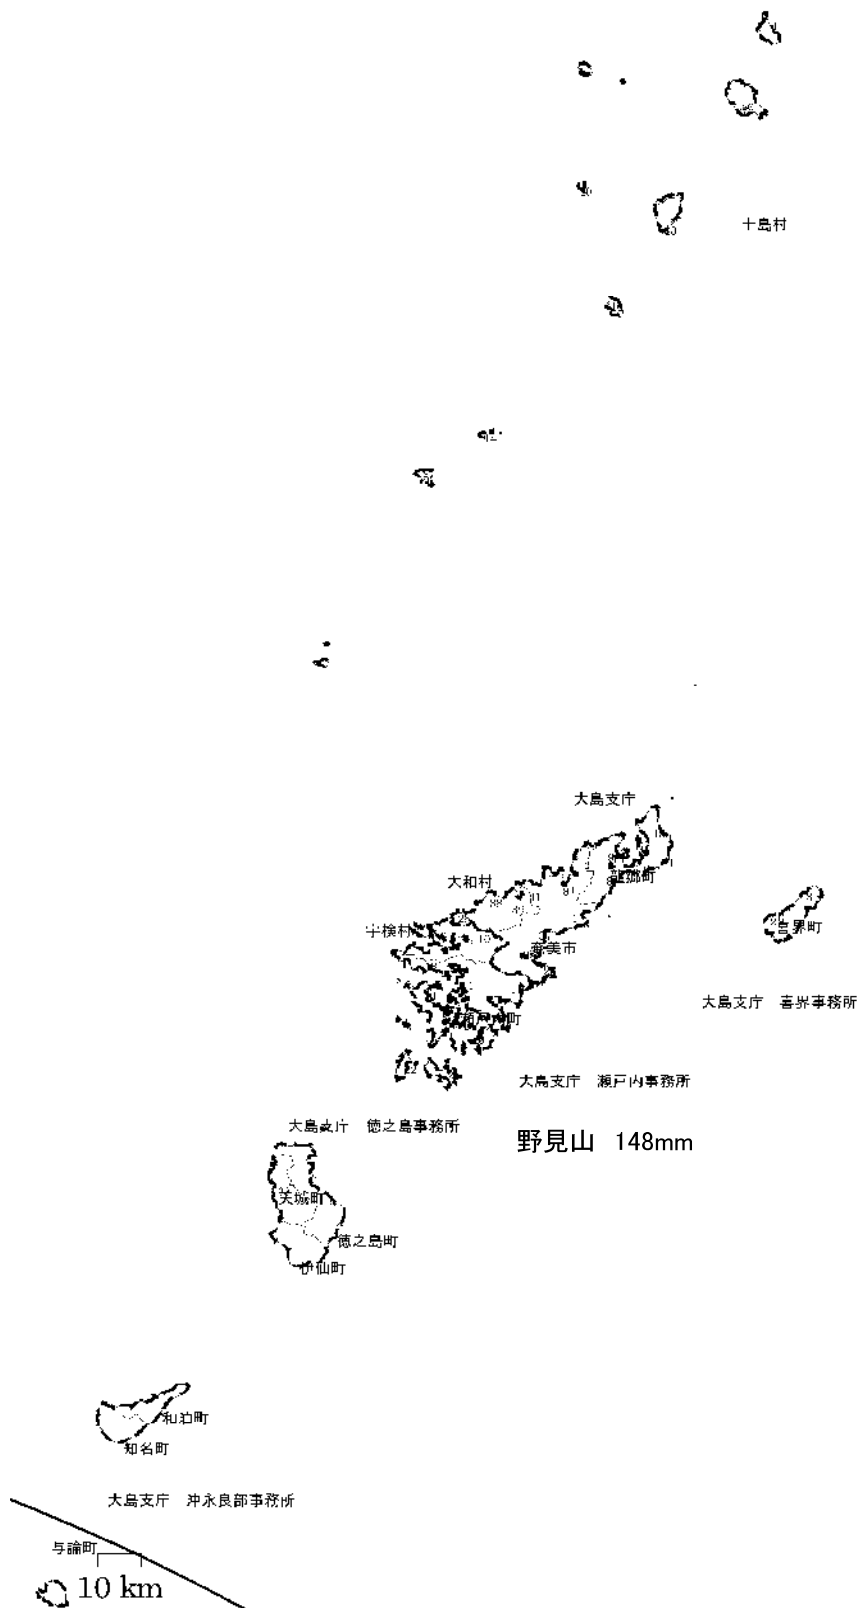 十島村
大島支庁
龍郷町
大和村
宇検村
奄美市
喜界町
大島支庁　喜界事務所
瀬戸内町
大島支庁　瀬戸内事務所
大島支庁　徳之島事務所
野見山　148mm
天城町
徳之島町
伊仙町
和泊町
知名町
大島支庁　沖永良部事務所
与論町
10 km